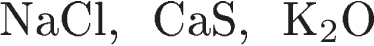 NaCl, CaS, K₂O